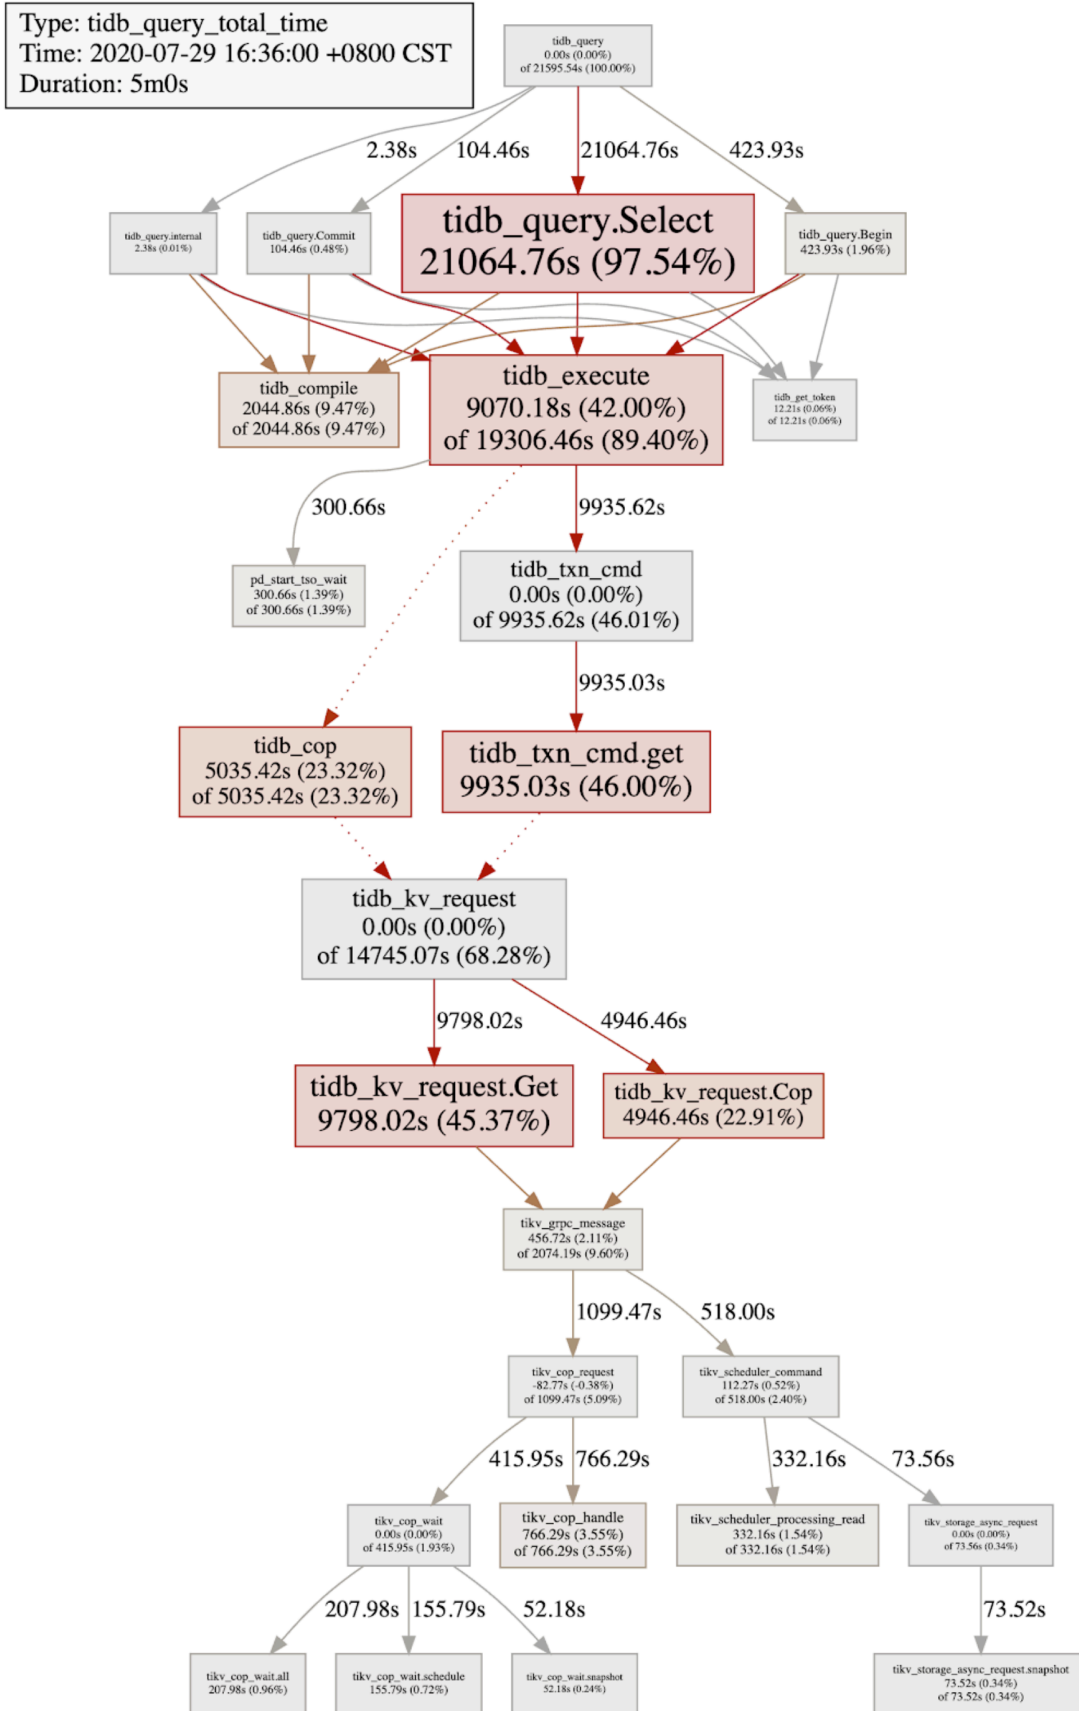 Type: tidb_query_total_time
Time: 2020-07-29 16:36:00 +0800 CST
Duration: 5m0s
tidb_query
0.00s (0.00%)
of 21595.54s (100.00%)
2.38s
104.46s
21064.76s
423.93s
tidb_query.internal
2.38s (0.01%)
tidb_query.Commit
104.46s (0.48%)
tidb_query.Select
21064.76s (97.54%)
tidb_query.Begin
423.93s (1.96%)
tidb_compile
2044.86s (9.47%)
of 2044.86s (9.47%)
tidb_execute
9070.18s (42.00%)
of 19306.46s (89.40%)
tidb_get_token
12.21s (0.06%)
of 12.21s (0.06%)
300.66s
9935.62s
pd_start_tso_wait
300.66s (1.39%)
of 300.66s (1.39%)
tidb_txn_cmd
0.00s (0.00%)
of 9935.62s (46.01%)
9935.03s
tidb_cop
5035.42s (23.32%)
of 5035.42s (23.32%)
tidb_txn_cmd.get
9935.03s (46.00%)
tidb_kv_request
0.00s (0.00%)
of 14745.07s (68.28%)
9798.02s
4946.46s
tidb_kv_request.Get
9798.02s (45.37%)
tidb_kv_request.Cop
4946.46s (22.91%)
tikv_grpc_message
456.72s (2.11%)
of 2074.19s (9.60%)
1099.47s
518.00s
tikv_cop_request
-82.77s (-0.38%)
of 1099.47s (5.09%)
tikv_scheduler_command
112.27s (0.52%)
of 518.00s (2.40%)
415.95s
766.29s
332.16s
73.56s
tikv_cop_wait
0.00s (0.00%)
of 415.95s (1.93%)
tikv_cop_handle
766.29s (3.55%)
of 766.29s (3.55%)
tikv_scheduler_processing_read
332.16s (1.54%)
of 332.16s (1.54%)
tikv_storage_async_request
0.00s (0.00%)
of 73.56s (0.34%)
207.98s
155.79s
52.18s
73.52s
tikv_cop_wait.all
207.98s (0.96%)
tikv_cop_wait.schedule
155.79s (0.72%)
tikv_cop_wait.snapshot
52.18s (0.24%)
tikv_storage_async_request.snapshot
73.52s (0.34%)
of 73.52s (0.34%)